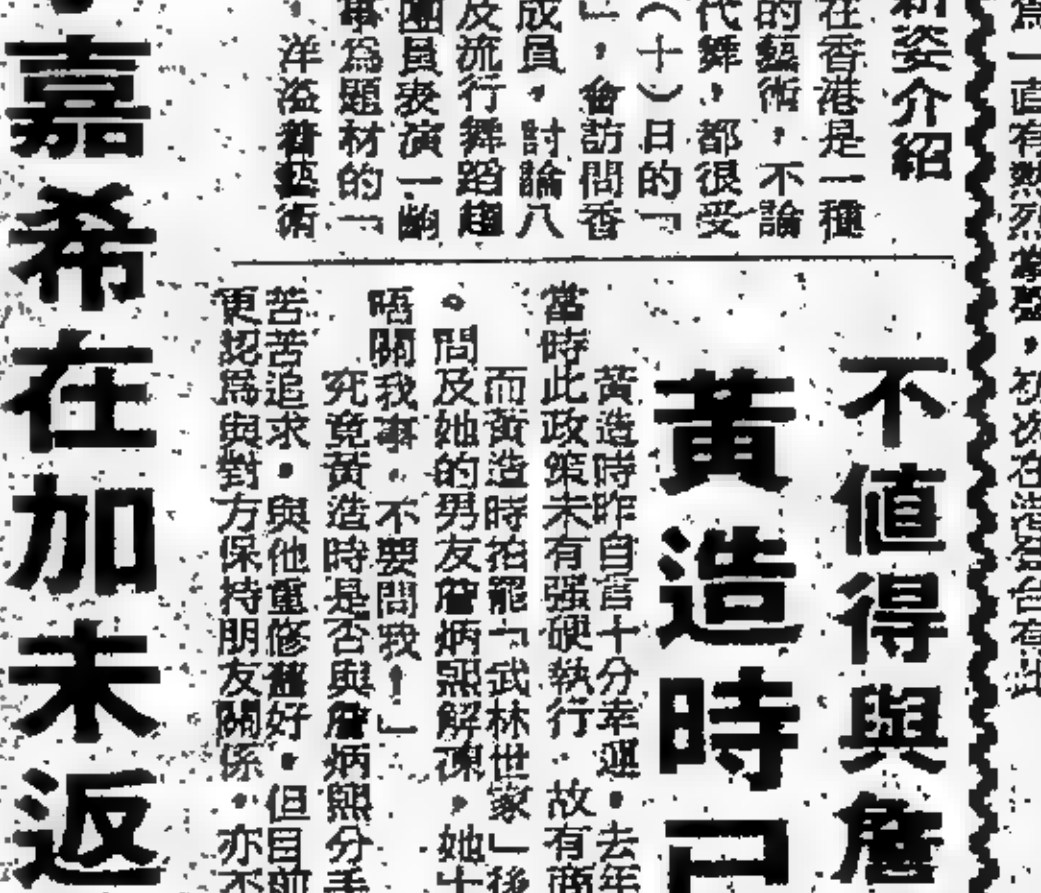 為一直有熱烈掌聲,初次在
新姿介紹
在香港是一種
的藝術,不論
代舞,都很受
(十)日的「
」,會訪問香
成員,討論八
及流行舞蹈趨
團員表演一齣
事為題材的「
洋溢着藝術
不值得與詹
黃造時已
黃造時昨自言十分幸運。去年
當時此政策未有强硬執行,故有兩
而黃造時拍罷「武林世家」後
。問及她的男友詹炳熙解凍,她
唔關我事,不要問我!」
究竟黃造時是否與詹炳熙分手
苦苦追求,與他重修舊好,但目前
更認爲與對方保持朋友關係,亦不
嘉希在加未返